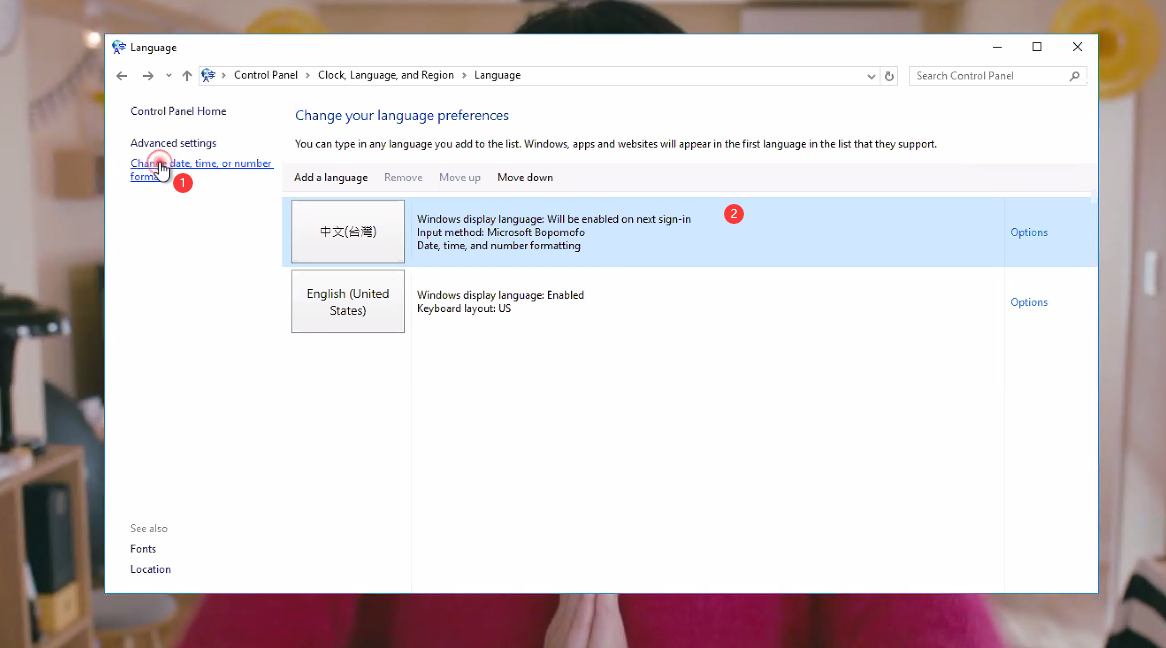 Language
Control Panel
Clock, Language, and Region
Language
Search Control Panel
Control Panel Home
Advanced settings
Change date, time, or number
1
Change your language preferences
You can type in any language you add to the list. Windows, apps and websites will appear in the first language in the list that they support.
Add a language Remove Move up Move down
中文(台灣)
Windows display language: Will be enabled on next sign-in
2
Input method: Microsoft Bopomofo
Date, time, and number formatting
Options
English (United
States)
Windows display language: Enabled
Keyboard layout: US
Options
See also
Fonts
Location